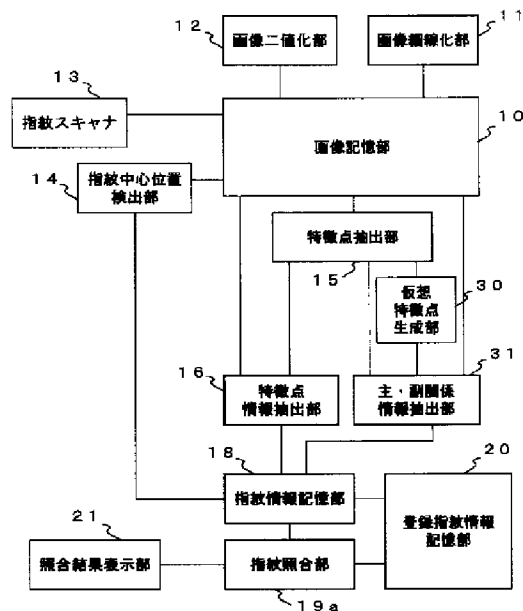 １２
画像二値化部
画像細線化部
１１
１３
指紋スキャナ
画像記憶部
１０
１４
指紋中心位置
検出部
特徴点抽出部
１５
仮想
特徴点
生成部
３０
１６
特徴点
情報抽出部
主・副関係
情報抽出部
３１
１８
指紋情報記憶部
２０
登録指紋情報
記憶部
２１
照合結果表示部
指紋照合部
１９ａ